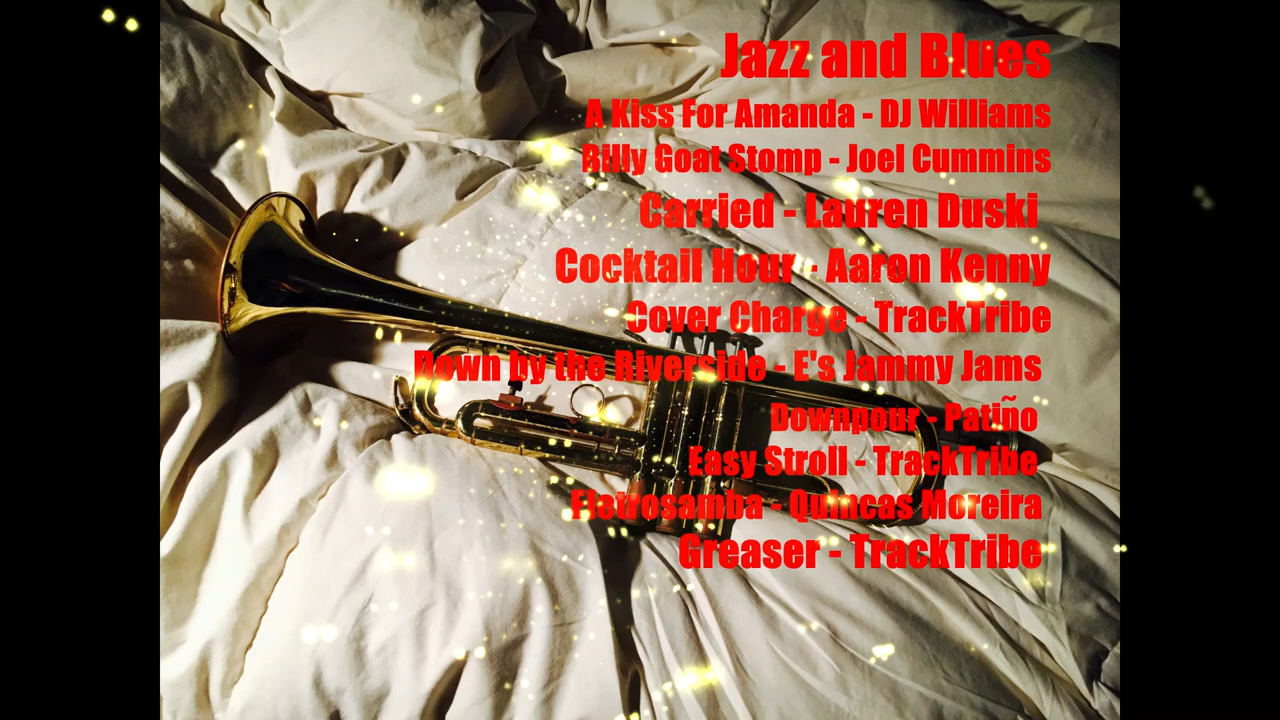 Jazz and Blues
A Kiss For Amanda - DJ Williams
Billy Goat Stomp - Joel Cummins
Carried - Lauren Duski
Cocktail Hour - Aaron Kenny
Cover Charge - TrackTribe
Down by the Riverside - E's Jammy Jams
Downpour - Patiño
Easy Stroll - TrackTribe
Eletrosamba - Quincas Moreira
Greaser - TrackTribe